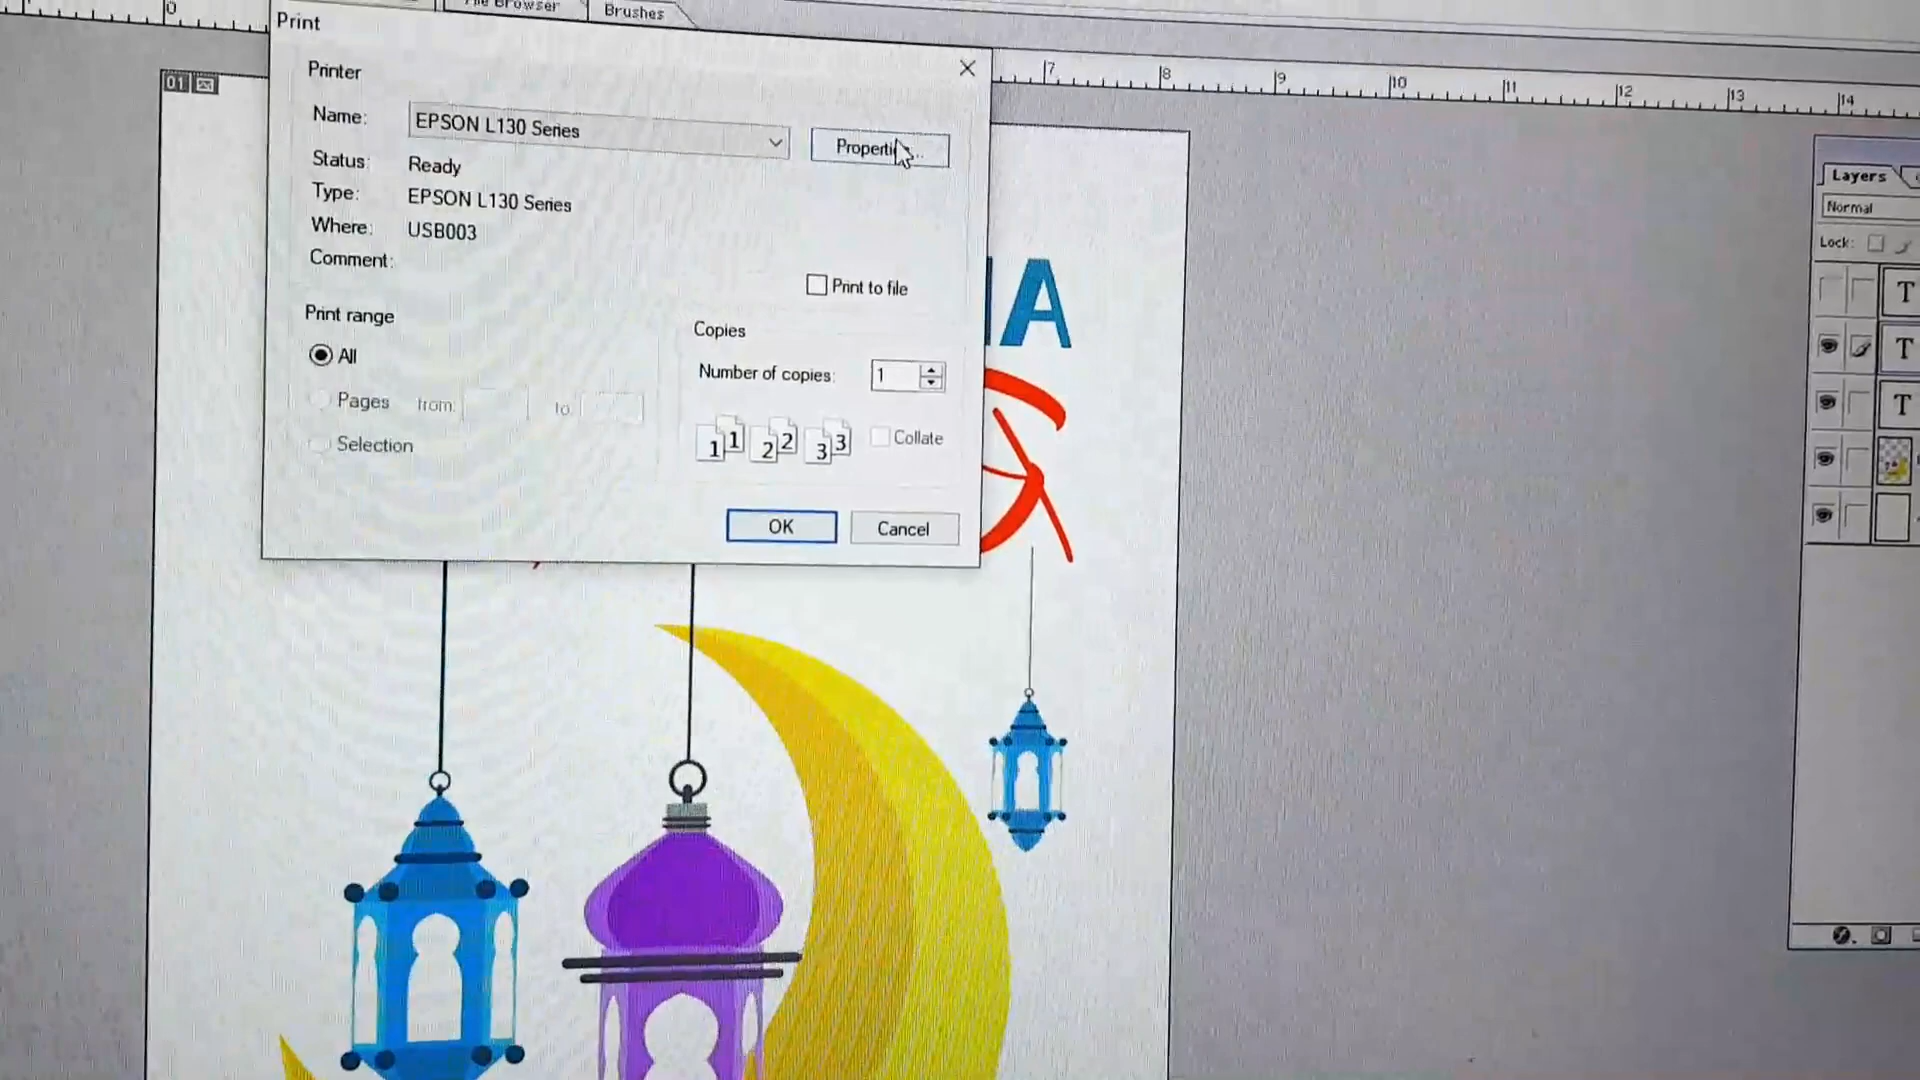 File Browser
Brushes
Print
0
7
8
9
10
11
12
13
14
01
Printer
Name: EPSON L130 Series
Status: Ready
Type: EPSON L130 Series
Where: USB003
Comment:
Print to file
Print range
All
Pages from: to:
Selection
Copies
Number of copies: 1
1 1 2 2 3 3
Collate
OK
Cancel
A
Layers
Normal
Lock:
T
T
T